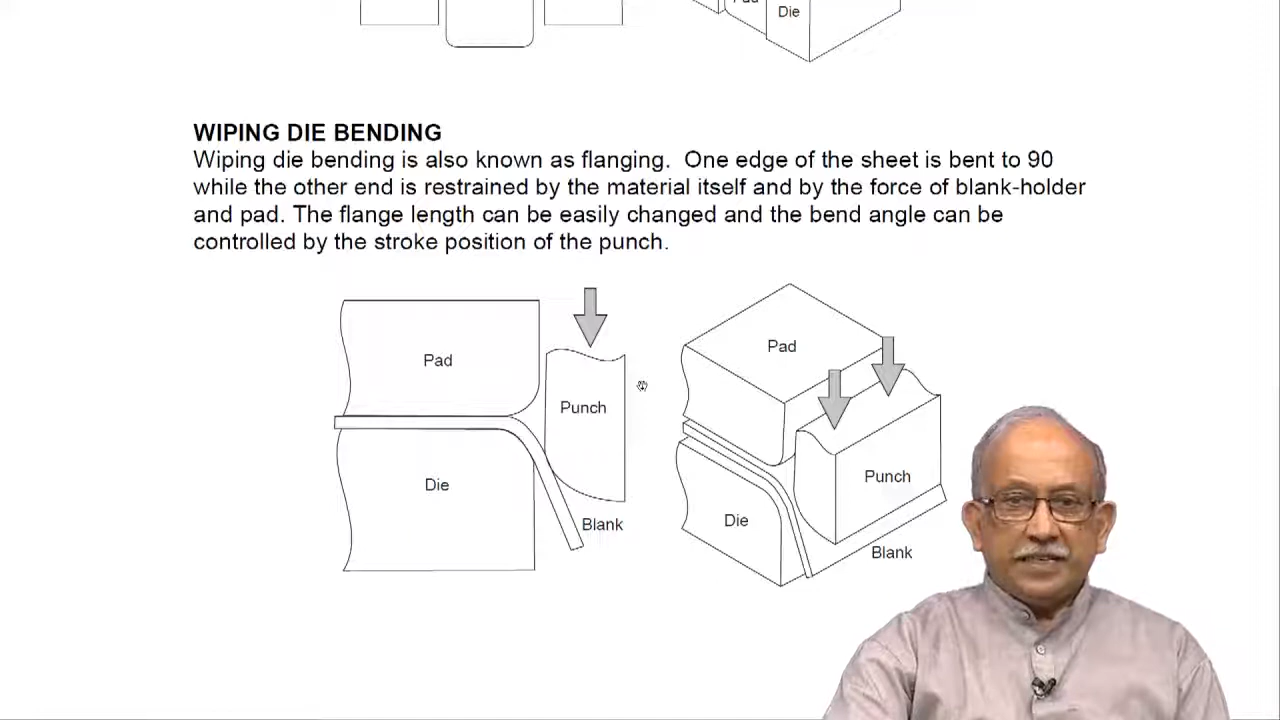 Die
WIPING DIE BENDING
Wiping die bending is also known as flanging. One edge of the sheet is bent to 90
while the other end is restrained by the material itself and by the force of blank-holder
and pad. The flange length can be easily changed and the bend angle can be
controlled by the stroke position of the punch.
Pad
Punch
Die
Blank
Pad
Punch
Die
Blank